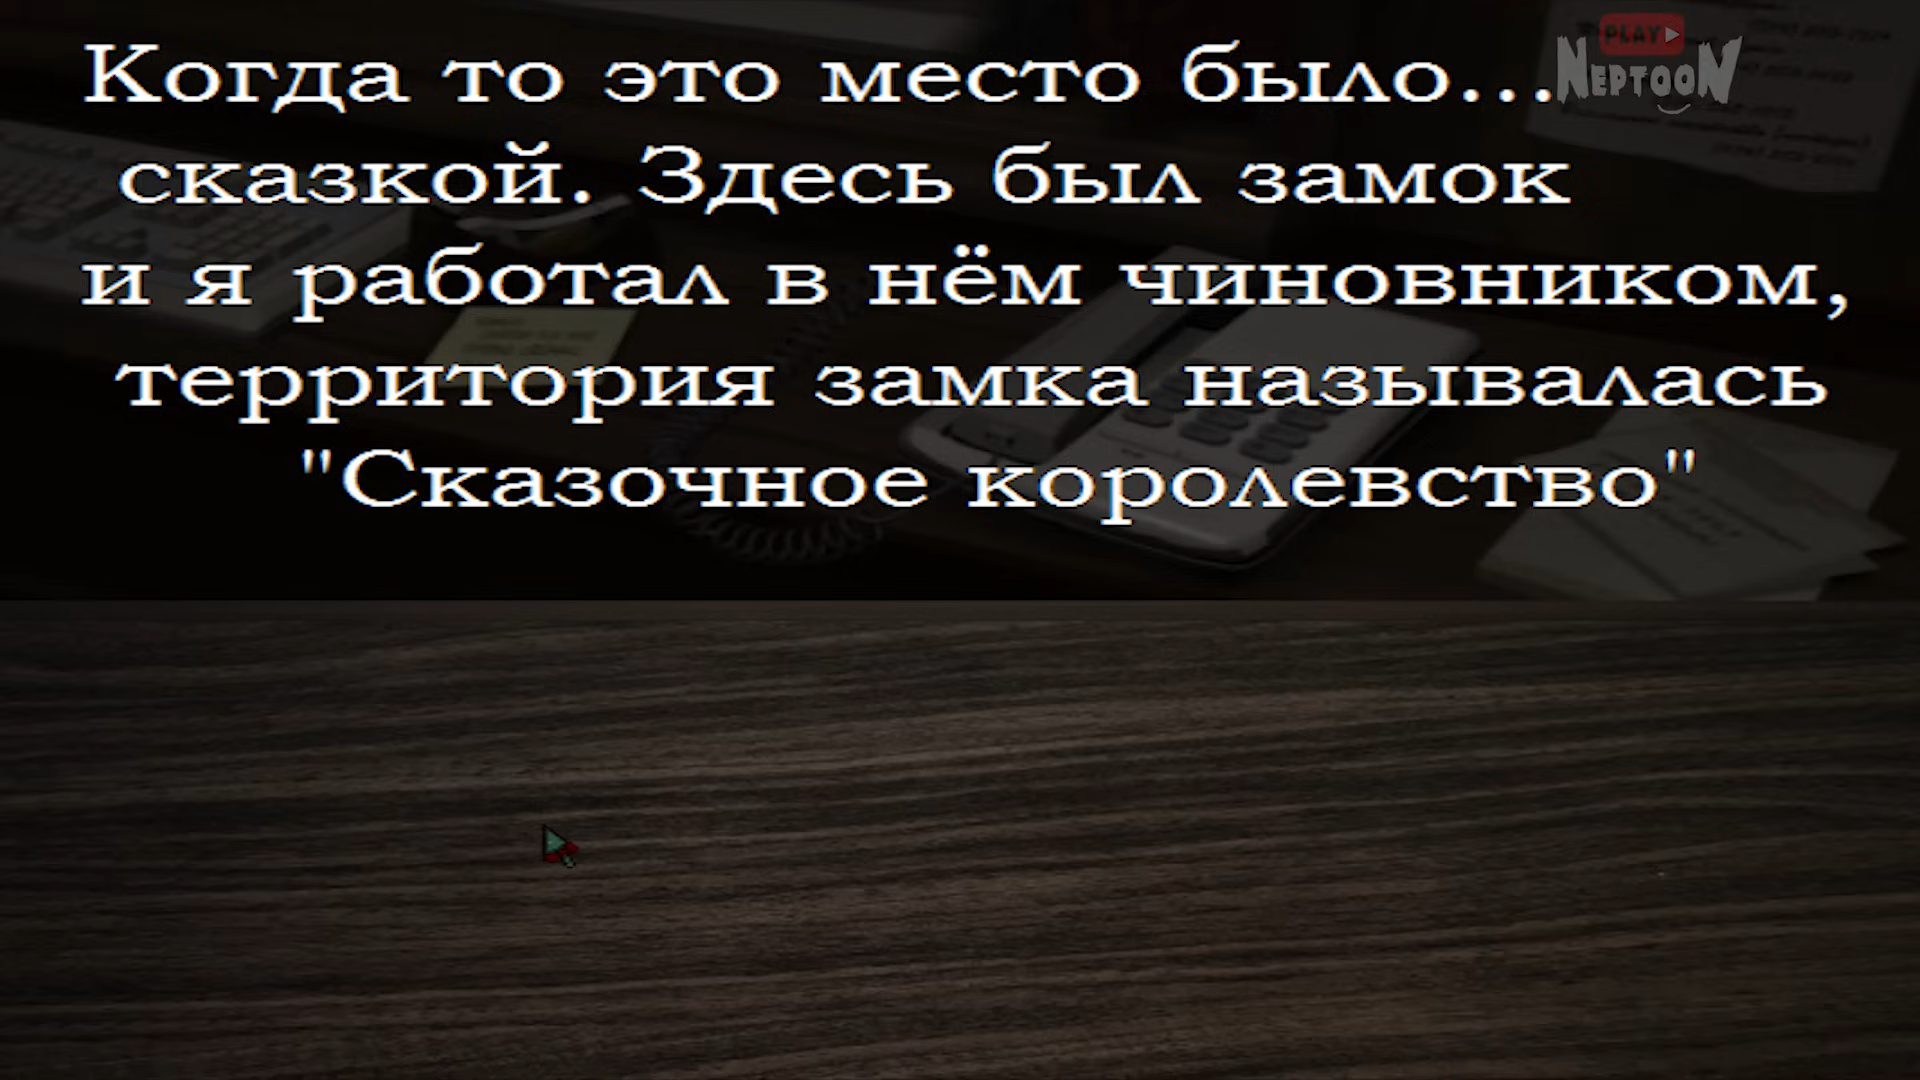 Когда то это место было...
сказкой. Здесь был замок
и я работал в нём чиновником,
территория замка называлась
"Сказочное королевство"
PLAY
NEPTOON